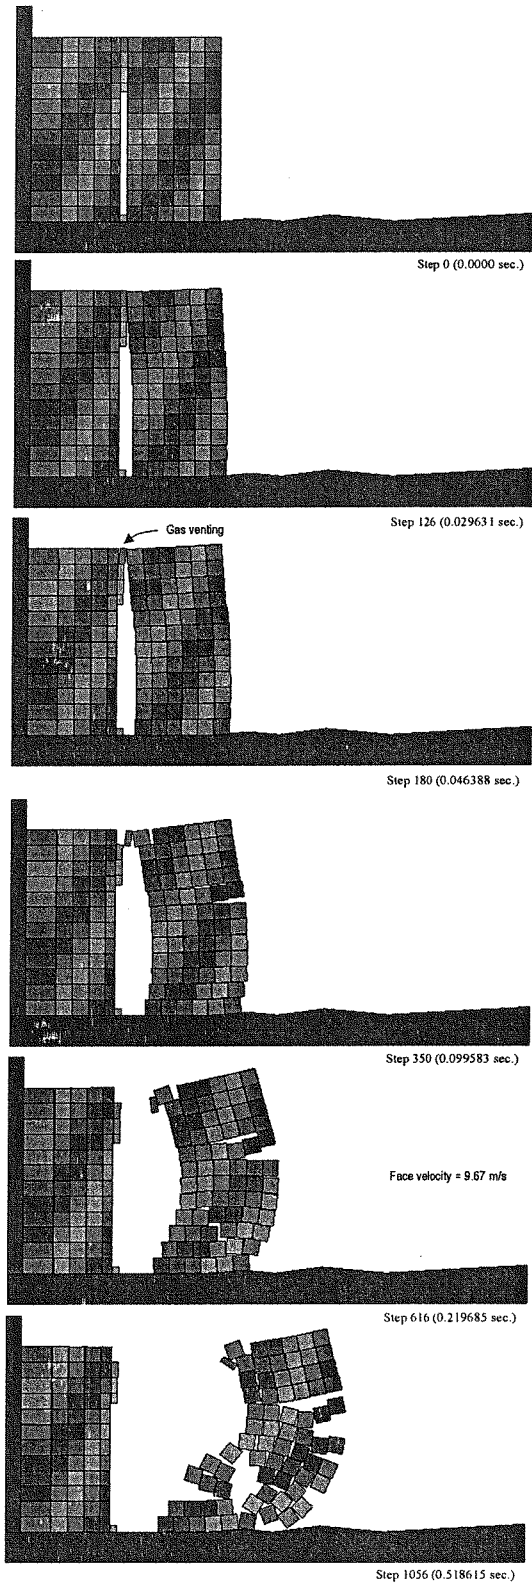 Step 0 (0.0000 sec.)
Step 126 (0.029631 sec.)
Gas venting
Step 180 (0.046388 sec.)
Step 350 (0.099583 sec.)
Face velocity = 9.67 m/s
Step 616 (0.219685 sec.)
Step 1056 (0.518615 sec.)